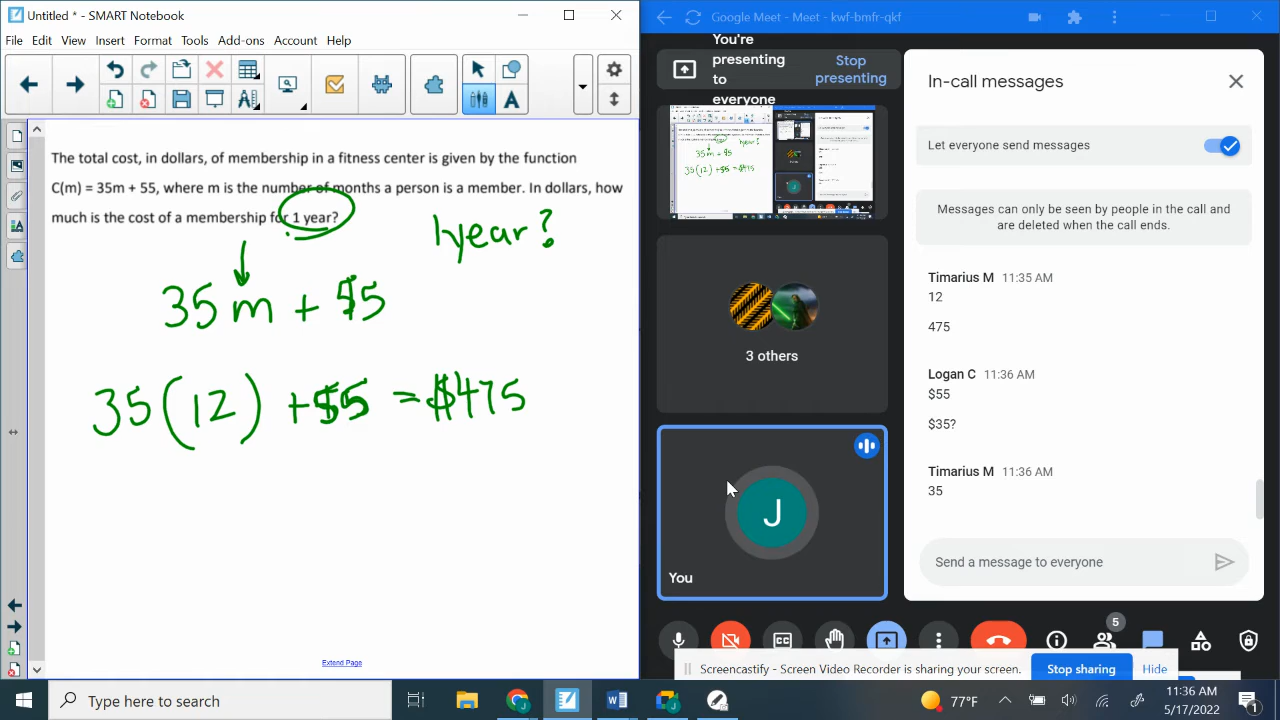 Untitled * - SMART Notebook
File Edit View Insert Format Tools Add-ons Account Help
The total cost, in dollars, of membership in a fitness center is given by the function
C(m) = 35m + 55, where m is the number of months a person is a member. In dollars, how
much is the cost of a membership for 1 year?
1year?
35m + 55
35(12) +55 = $475
Extend Page
Google Meet - Meet - kwf-bmfr-qkf
You're
presenting
to
everyone
Stop
presenting
3 others
J
You
In-call messages
Let everyone send messages
Messages can only be seen by people in the call and
are deleted when the call ends.
Timarius M 11:35 AM
12
475
Logan C 11:36 AM
$55
$35?
Timarius M 11:36 AM
35
Send a message to everyone
5
Screencastify - Screen Video Recorder is sharing your screen.
Stop sharing
Hide
Type here to search
77°F
11:36 AM
5/17/2022
1